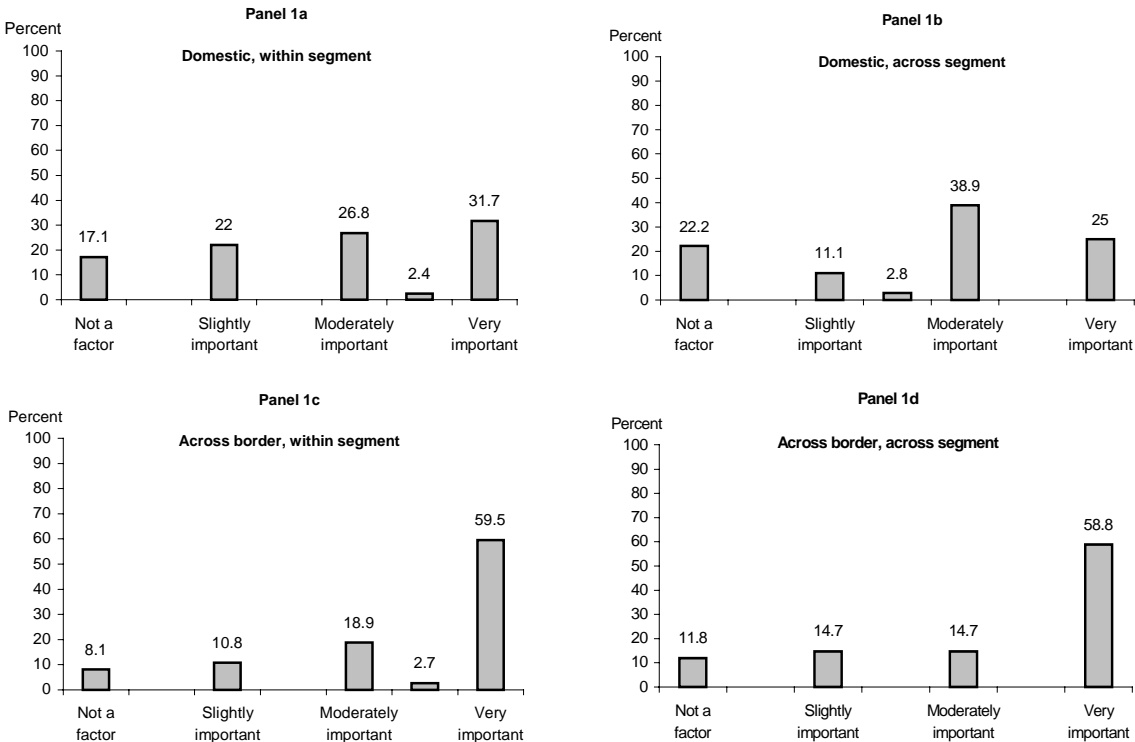 Panel 1a
Percent
Domestic, within segment
100
90
80
70
60
50
40
30
20
10
0
17.1
22
26.8
2.4
31.7
Not a
factor
Slightly
important
Moderately
important
Very
important
Panel 1b
Percent
Domestic, across segment
100
90
80
70
60
50
40
30
20
10
0
22.2
11.1
2.8
38.9
25
Not a
factor
Slightly
important
Moderately
important
Very
important
Panel 1c
Percent
Across border, within segment
100
90
80
70
60
50
40
30
20
10
0
8.1
10.8
18.9
2.7
59.5
Not a
factor
Slightly
important
Moderately
important
Very
important
Panel 1d
Percent
Across border, across segment
100
90
80
70
60
50
40
30
20
10
0
11.8
14.7
14.7
58.8
Not a
factor
Slightly
important
Moderately
important
Very
important